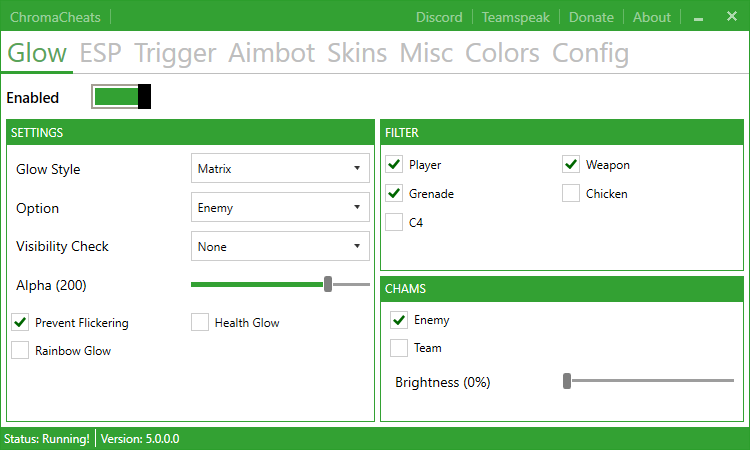 ChromaCheats Discord Teamspeak Donate About
Glow ESP Trigger Aimbot Skins Misc Colors Config
Enabled
SETTINGS
Glow Style Matrix
Option Enemy
Visibility Check None
Alpha (200)
Prevent Flickering Health Glow
Rainbow Glow
FILTER
Player Weapon
Grenade Chicken
C4
CHAMS
Enemy
Team
Brightness (0%)
Status: Running! Version: 5.0.0.0